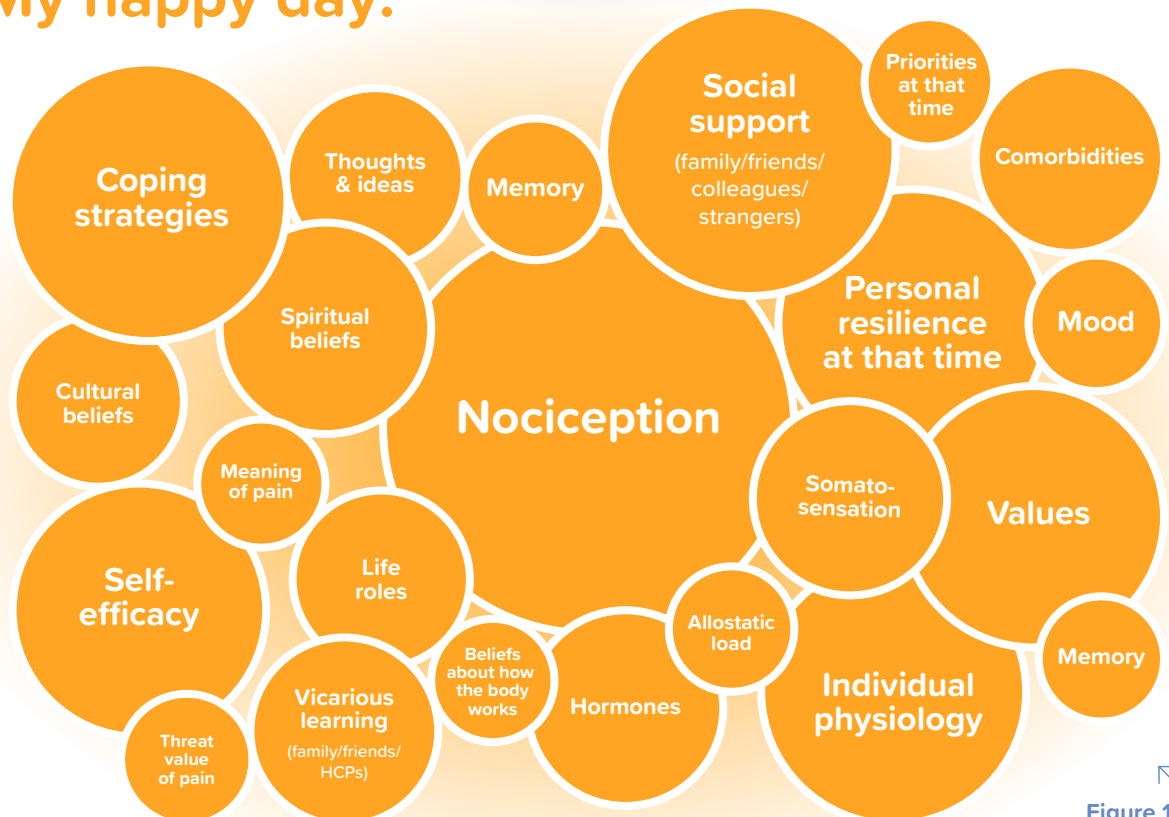 My happy day.
Social
support
(family/friends/
colleagues/
strangers)
Priorities
at that
time
Comorbidities
Coping
strategies
Thoughts
& ideas
Memory
Spiritual
beliefs
Personal
resilience
at that time
Mood
Cultural
beliefs
Nociception
Meaning
of pain
Somato-
sensation
Values
Self-
efficacy
Life
roles
Allostatic
load
Memory
Beliefs
about how
the body
works
Hormones
Individual
physiology
Vicarious
learning
(family/friends/
HCPs)
Threat
value
of pain
Figure 1